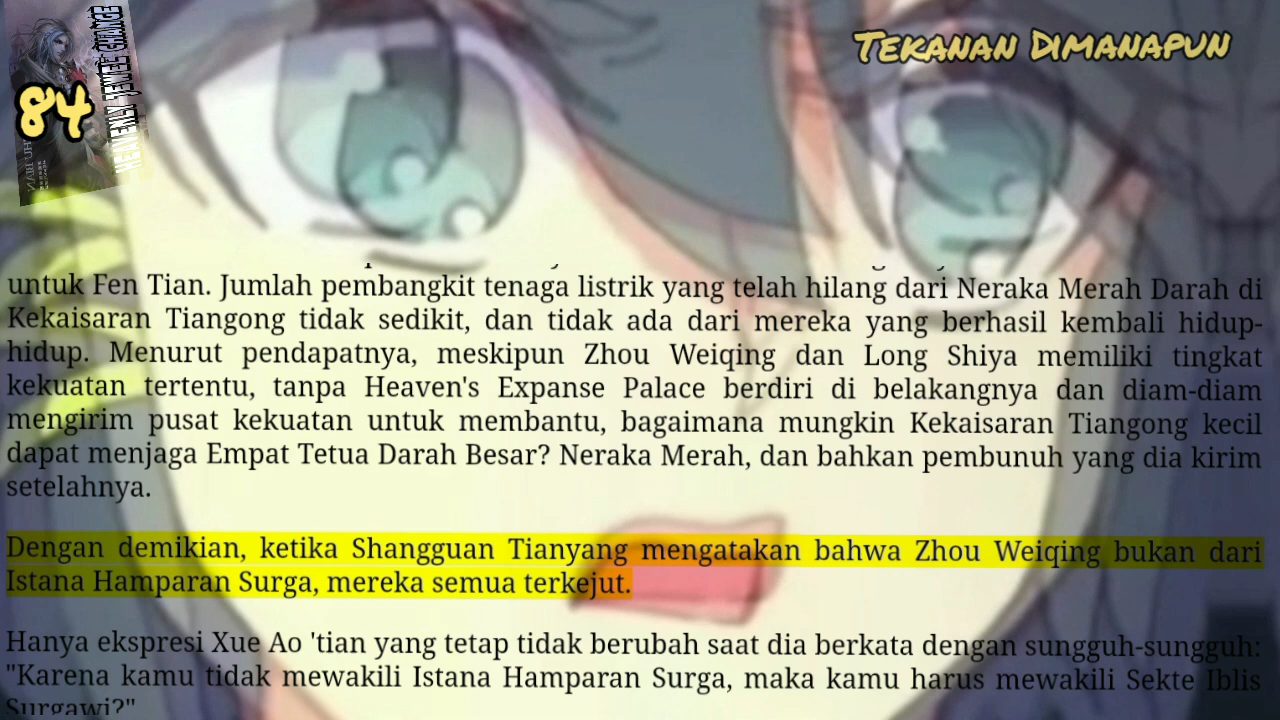 HEAVENLY JEWEL CHANGE
84
Tekanan Dimanapun
untuk Fen Tian. Jumlah pembangkit tenaga listrik yang telah hilang dari Neraka Merah Darah di
Kekaisaran Tiangong tidak sedikit, dan tidak ada dari mereka yang berhasil kembali hidup-
hidup. Menurut pendapatnya, meskipun Zhou Weiqing dan Long Shiya memiliki tingkat
kekuatan tertentu, tanpa Heaven's Expanse Palace berdiri di belakangnya dan diam-diam
mengirim pusat kekuatan untuk membantu, bagaimana mungkin Kekaisaran Tiangong kecil
dapat menjaga Empat Tetua Darah Besar? Neraka Merah, dan bahkan pembunuh yang dia kirim
setelahnya.
Dengan demikian, ketika Shangguan Tianyang mengatakan bahwa Zhou Weiqing bukan dari
Istana Hamparan Surga, mereka semua terkejut.
Hanya ekspresi Xue Ao 'tian yang tetap tidak berubah saat dia berkata dengan sungguh-sungguh:
"Karena kamu tidak mewakili Istana Hamparan Surga, maka kamu harus mewakili Sekte Iblis
Surgawi?"